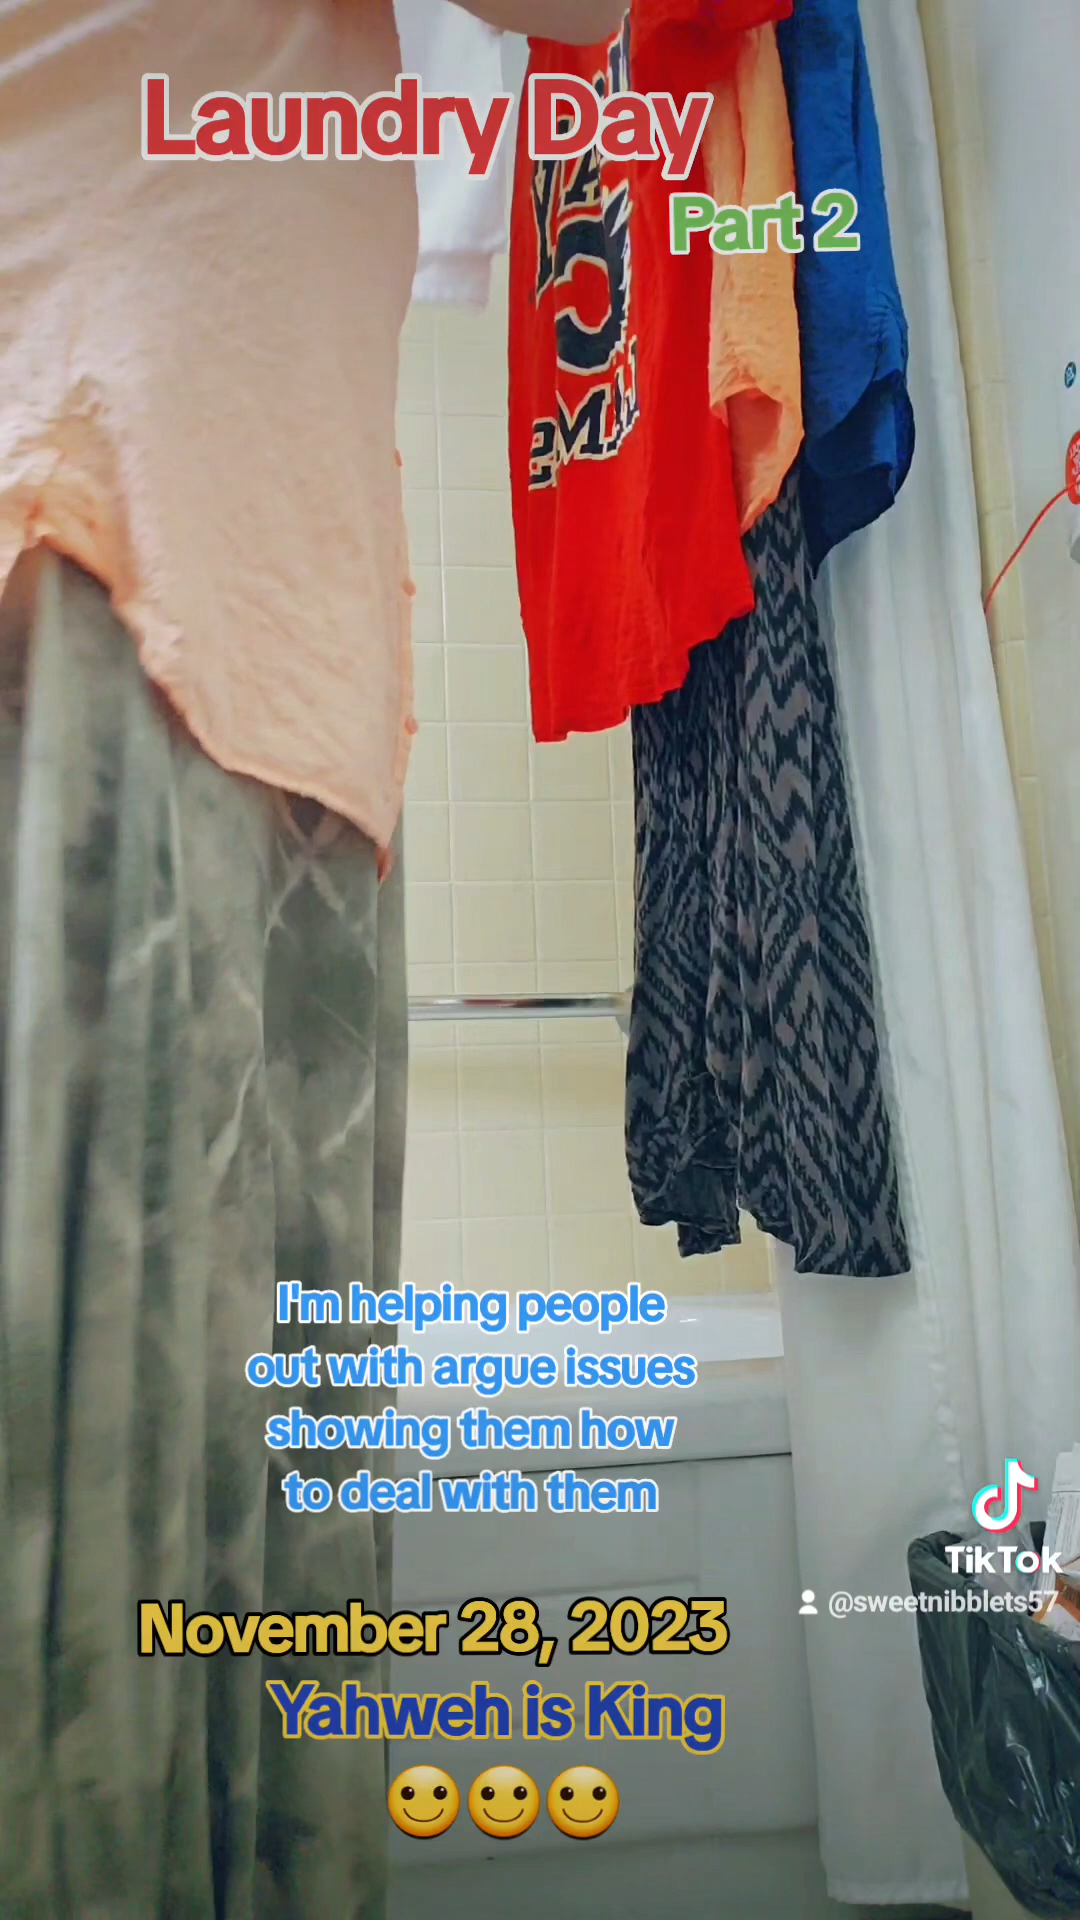 Laundry Day
Part 2
I'm helping people
out with argue issues
showing them how
to deal with them
TikTok
@sweetnibblets57
November 28, 2023
Yahweh is King